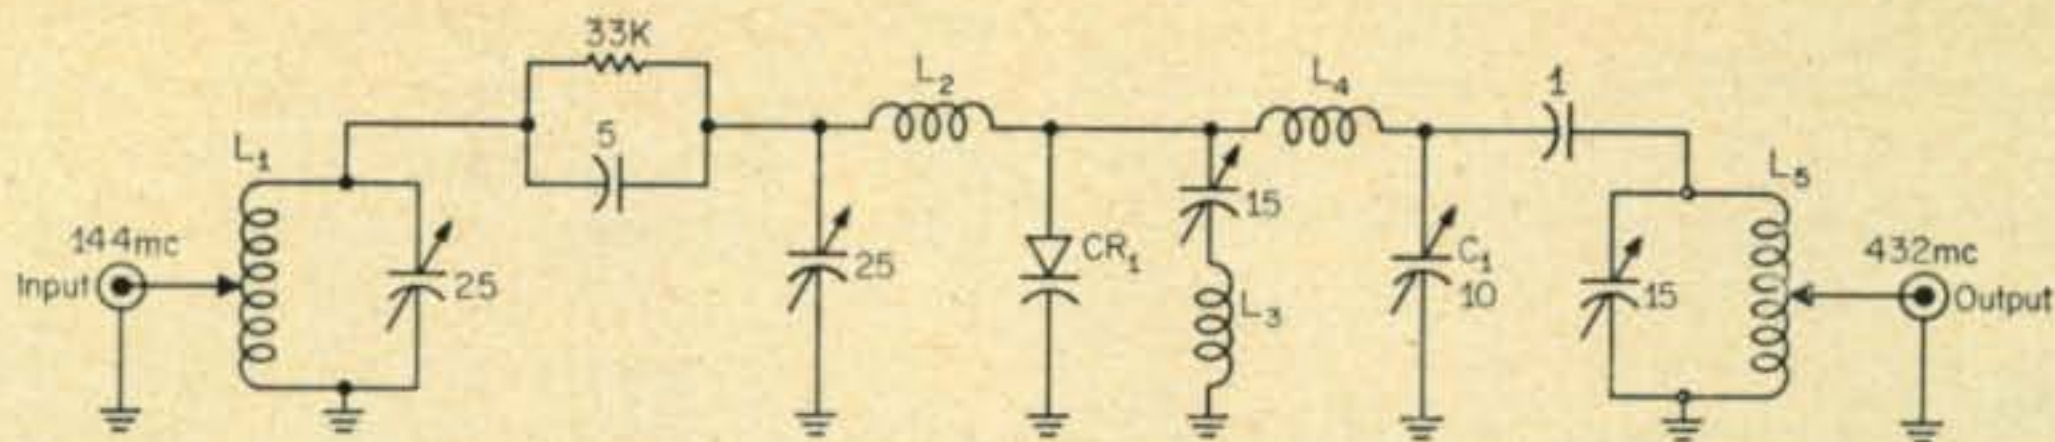 33K
L₂
L₄
1
5
L₁
L₅
15
144mc
432mc
CR₁
C₁
Input
25
25
L₃
10
15
Output